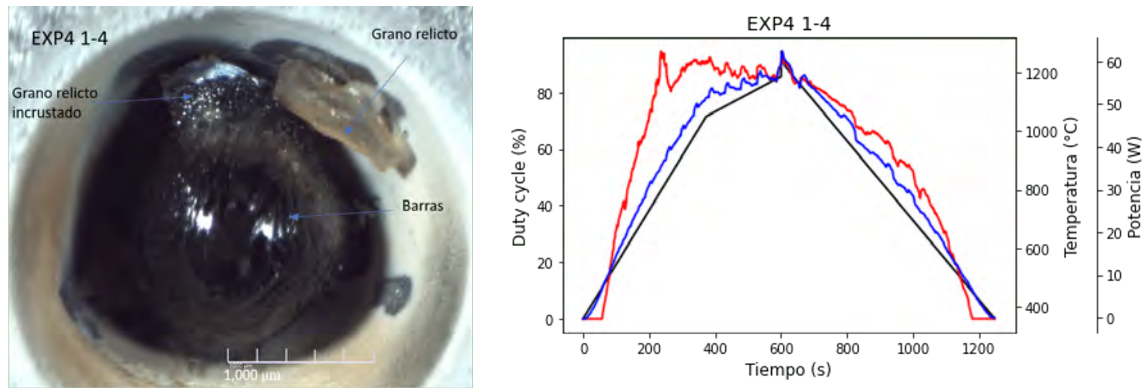 EXP4 1-4
Grano relicto
Grano relicto
incrustado
Barras
1,000 µm
EXP4 1-4
Duty cycle (%)
80
60
40
20
0
0
200
400
600
800
1000
1200
Tiempo (s)
1200
1000
800
600
400
Temperatura (°C)
60
50
40
30
20
10
0
Potencia (W)